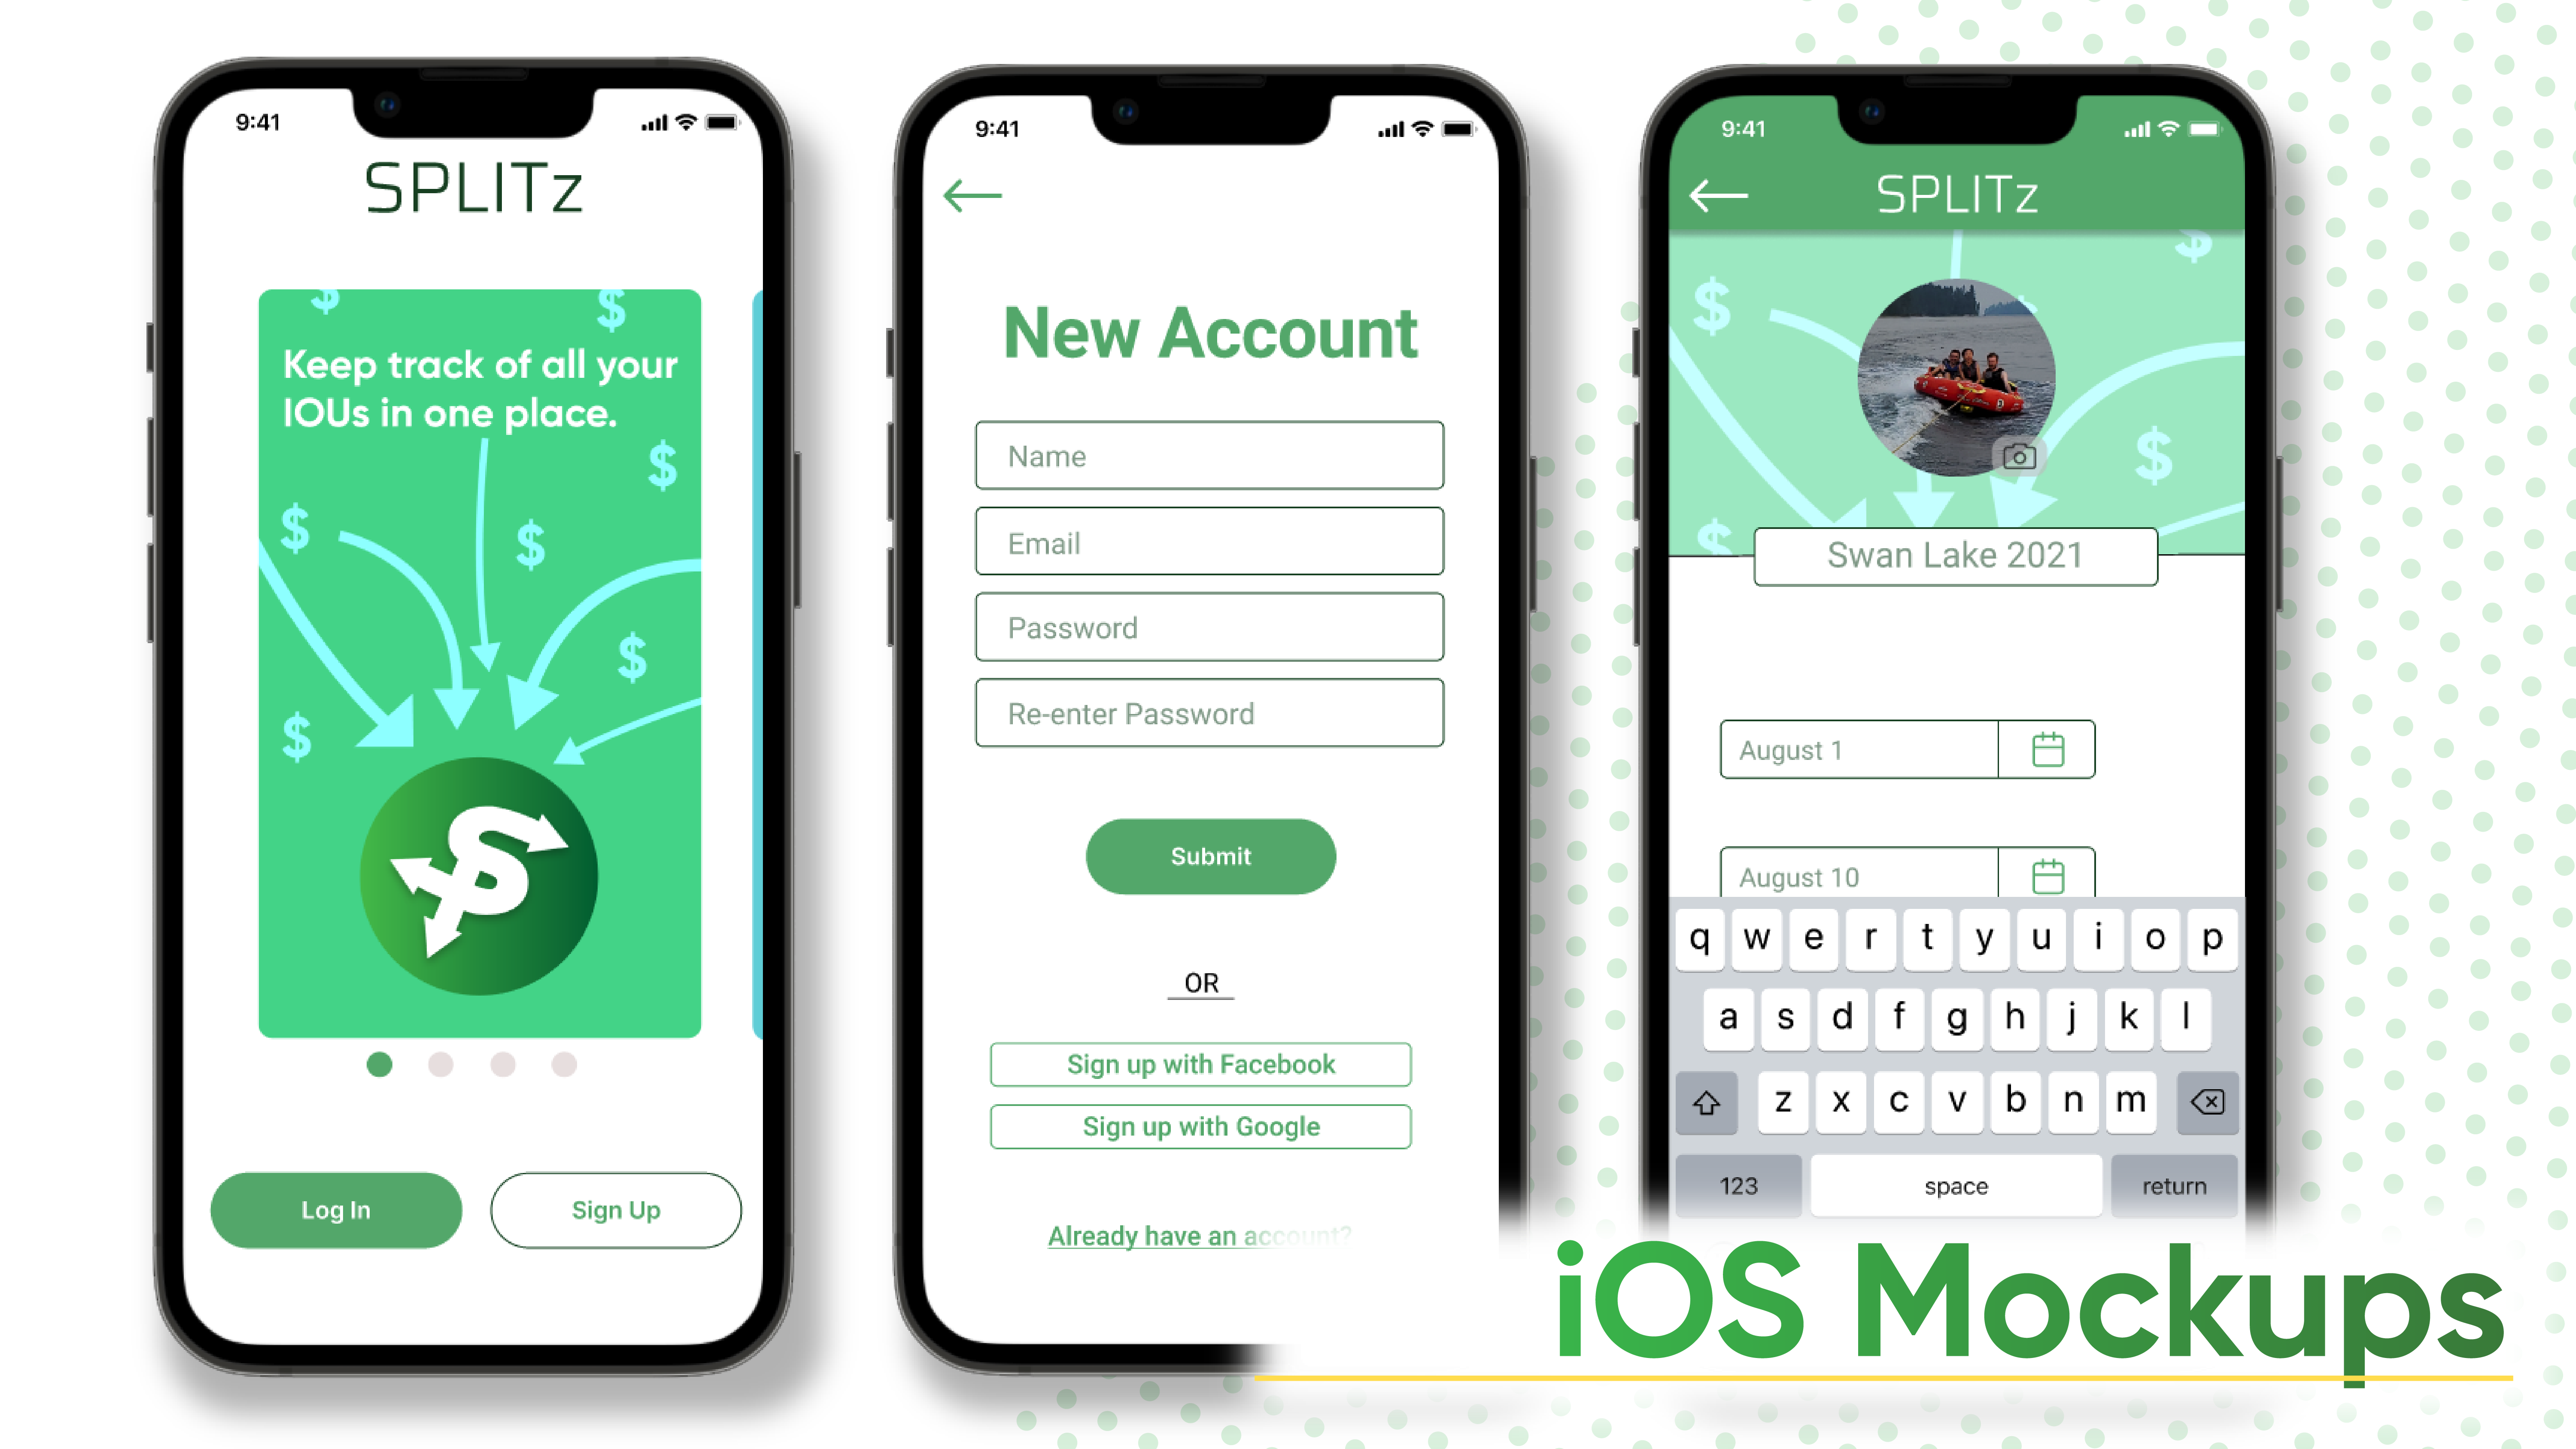 9:41
SPLITz
Keep track of all your
IOUs in one place.
$
$
$
$
$
$
$
$
Log In
Sign Up
9:41
New Account
Name
Email
Password
Re-enter Password
Submit
OR
Sign up with Facebook
Sign up with Google
Already have an account?
9:41
SPLITz
$
$
$
$
Swan Lake 2021
August 1
August 10
q w e r t y u i o p
a s d f g h j k l
z x c v b n m
123 space return
iOS Mockups